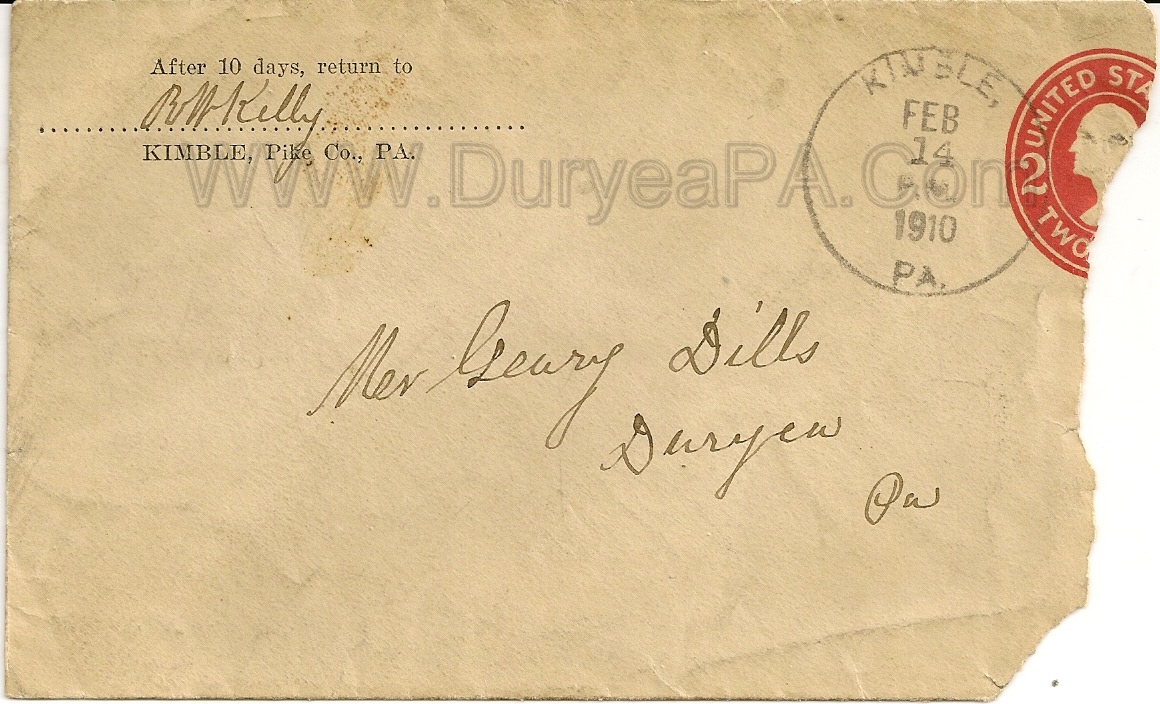 After 10 days, return to
R W Kelly
KIMBLE, Pike Co., PA.
KIMBLE,
FEB
14
1910
PA.
UNITED STA
2
TWO
www.DuryeaPA.Com
Mr Geary Dills
Duryea
Pa